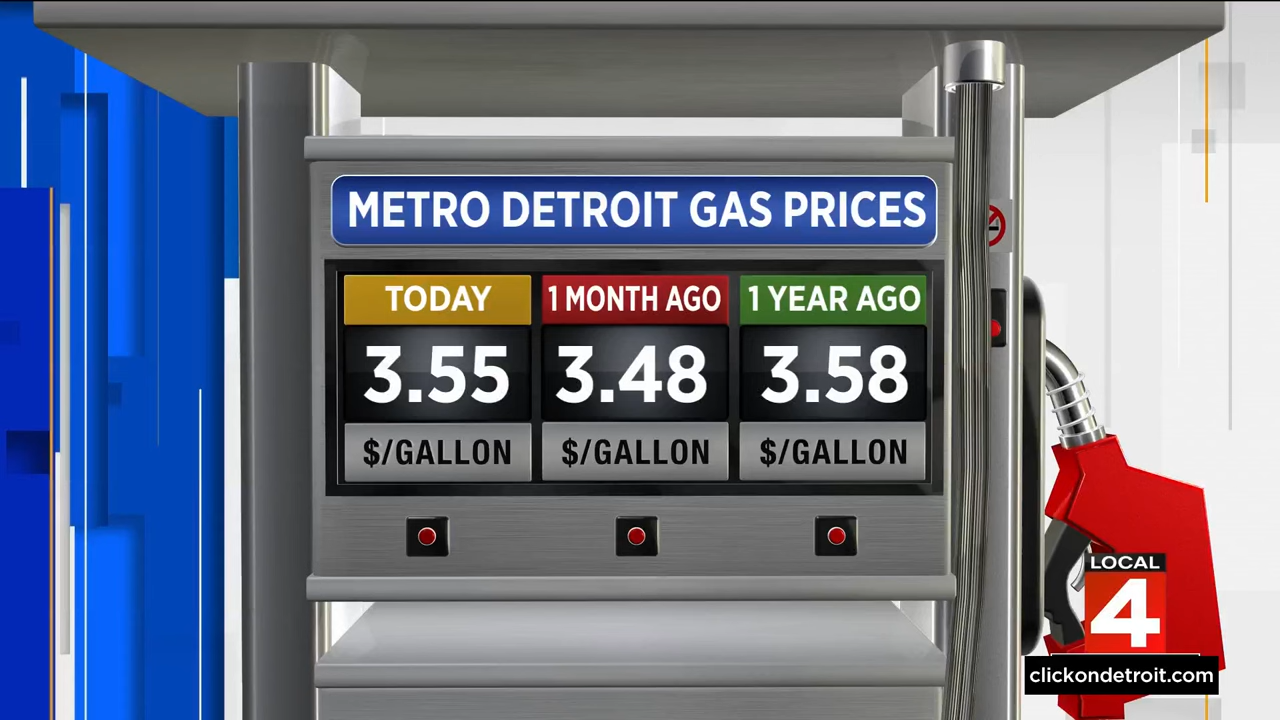 METRO DETROIT GAS PRICES
TODAY
3.55
$/GALLON
1 MONTH AGO
3.48
$/GALLON
1 YEAR AGO
3.58
$/GALLON
LOCAL
4
clickondetroit.com